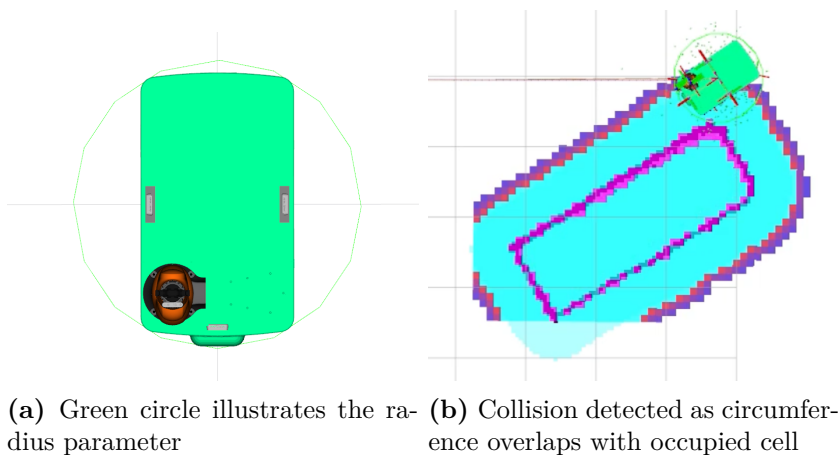 (a) Green circle illustrates the ra-
dius parameter
(b) Collision detected as circumfer-
ence overlaps with occupied cell